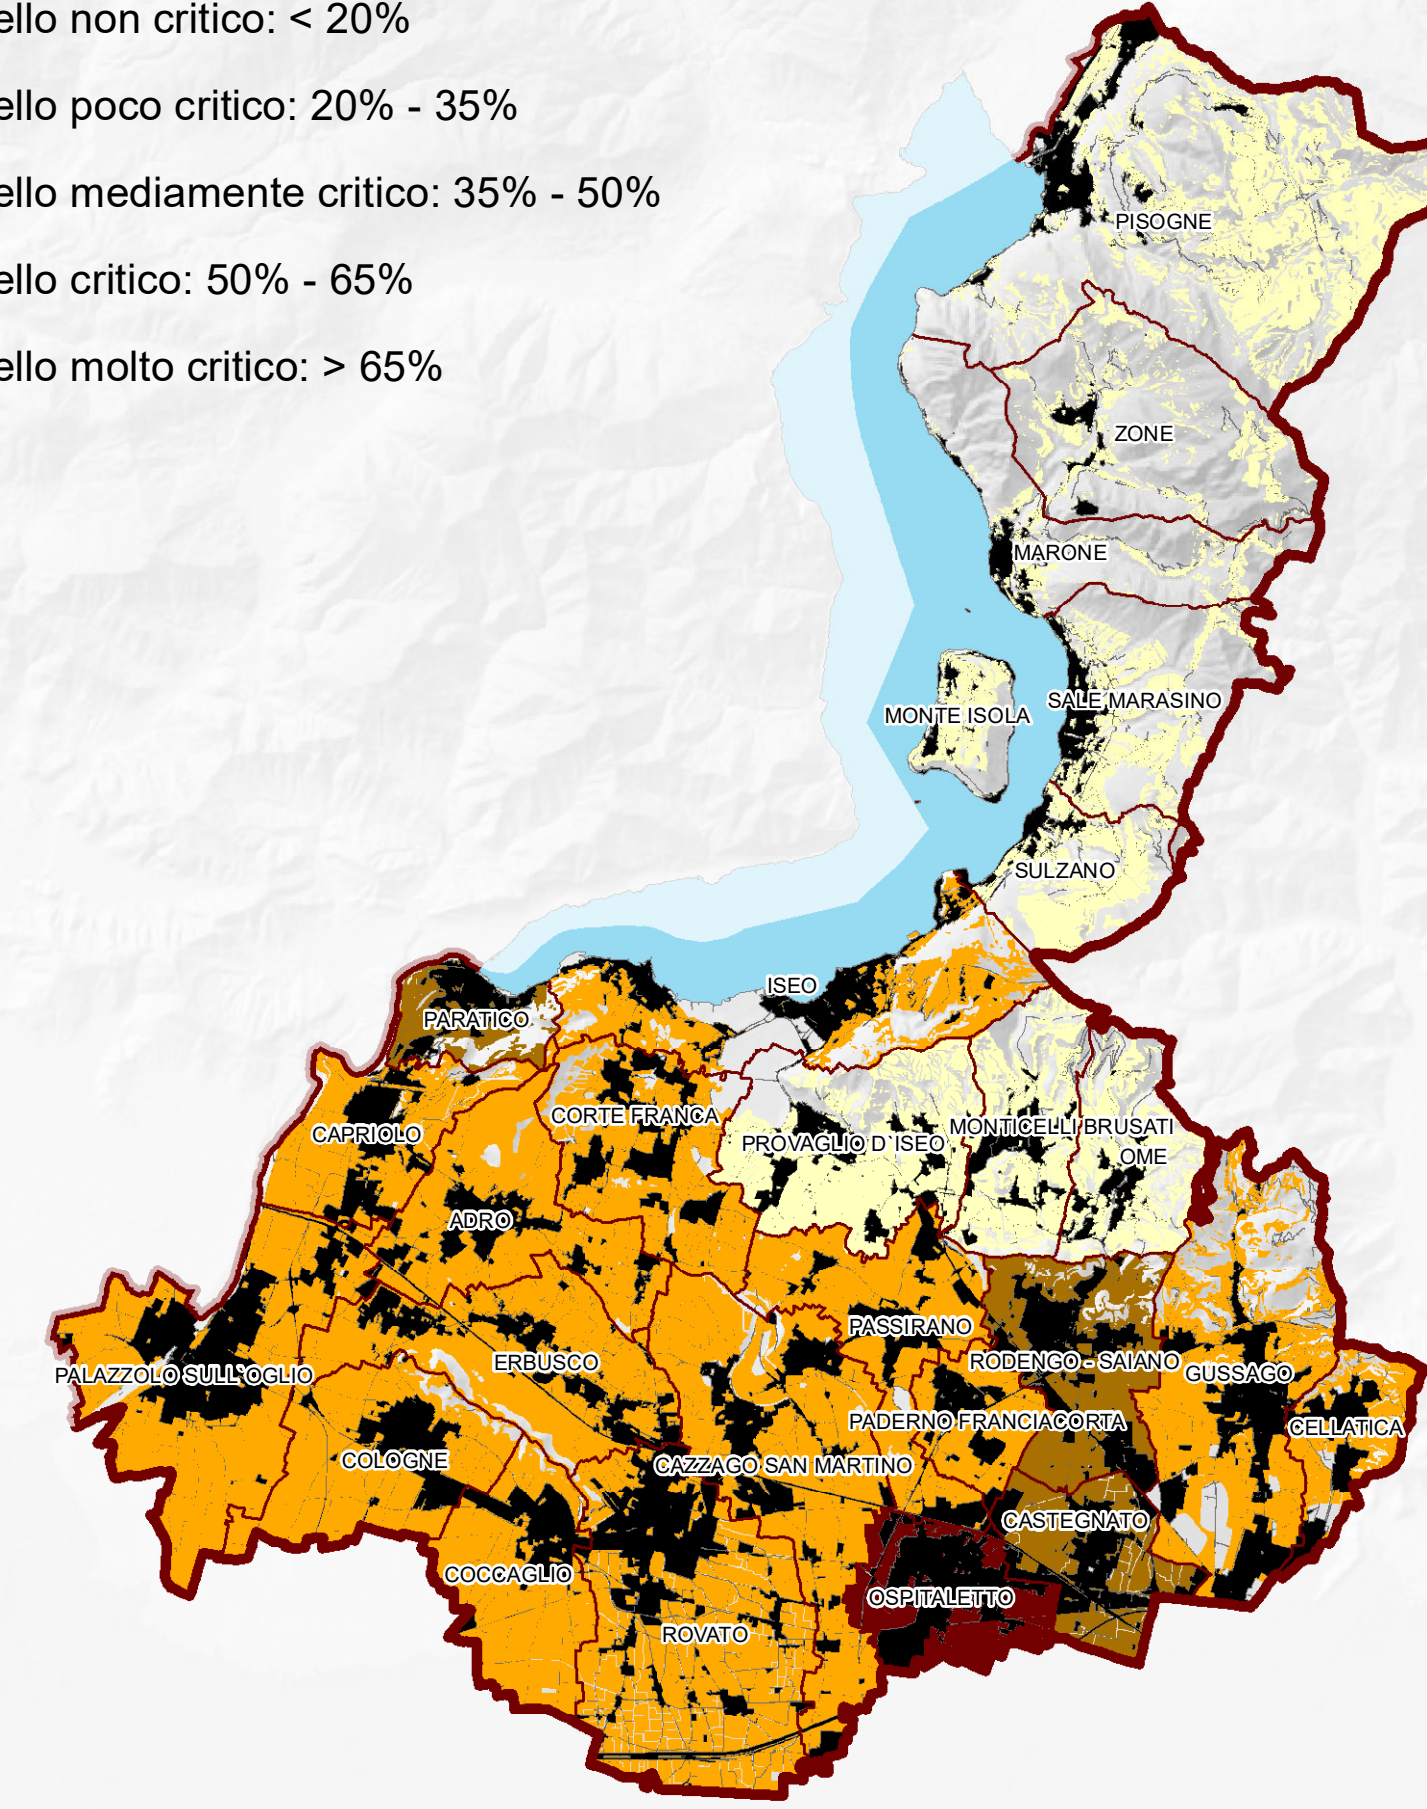 ello non critico: < 20%
ello poco critico: 20% - 35%
ello mediamente critico: 35% - 50%
ello critico: 50% - 65%
ello molto critico: > 65%
PISOGNE
ZONE
MARONE
SALE MARASINO
MONTE ISOLA
SULZANO
ISEO
PARATICO
CORTE FRANCA
CAPRIOLO
PROVAGLIO D`ISEO
MONTICELLI BRUSATI
OME
ADRO
PASSIRANO
ERBUSCO
RODENGO - SAIANO
PALAZZOLO SULL`OGLIO
GUSSAGO
PADERNO FRANCIACORTA
CELLATICA
COLOGNE
CAZZAGO SAN MARTINO
CASTEGNATO
COCCAGLIO
OSPITALETTO
ROVATO